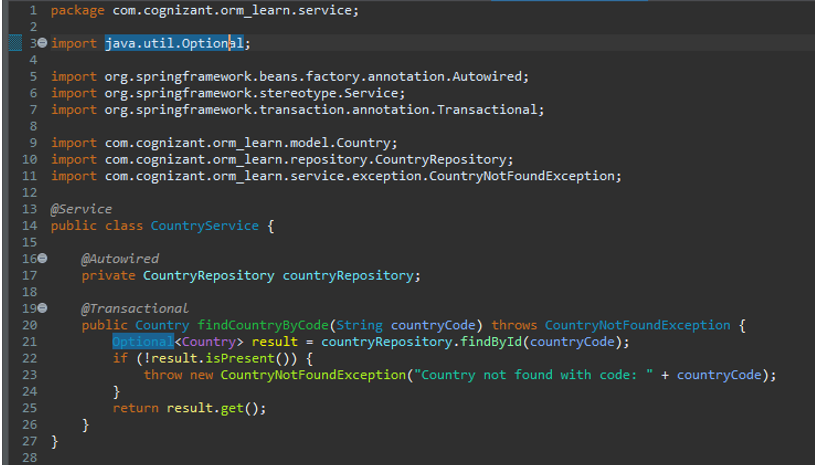 1 package com.cognizant.orm_learn.service;
2
3 import java.util.Optional;
4
5 import org.springframework.beans.factory.annotation.Autowired;
6 import org.springframework.stereotype.Service;
7 import org.springframework.transaction.annotation.Transactional;
8
9 import com.cognizant.orm_learn.model.Country;
10 import com.cognizant.orm_learn.repository.CountryRepository;
11 import com.cognizant.orm_learn.service.exception.CountryNotFoundException;
12
13 @Service
14 public class CountryService {
15
16     @Autowired
17     private CountryRepository countryRepository;
18
19     @Transactional
20     public Country findCountryByCode(String countryCode) throws CountryNotFoundException {
21         Optional<Country> result = countryRepository.findById(countryCode);
22         if (!result.isPresent()) {
23             throw new CountryNotFoundException("Country not found with code: " + countryCode);
24         }
25         return result.get();
26     }
27 }
28